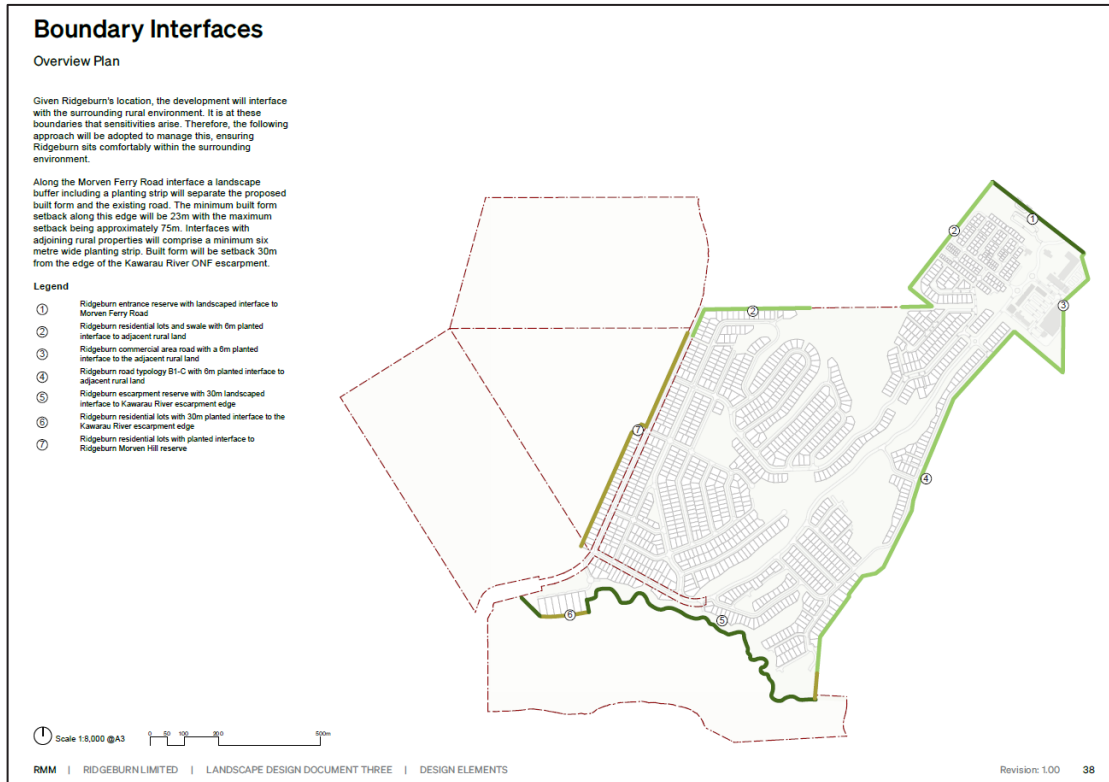 Boundary Interfaces
Overview Plan
Given Ridgeburn's location, the development will interface
with the surrounding rural environment. It is at these
boundaries that sensitivities arise. Therefore, the following
approach will be adopted to manage this, ensuring
Ridgeburn sits comfortably within the surrounding
environment.
Along the Morven Ferry Road interface a landscape
buffer including a planting strip will separate the proposed
built form and the existing road. The minimum built form
setback along this edge will be 23m with the maximum
setback being approximately 75m. Interfaces with
adjoining rural properties will comprise a minimum six
metre wide planting strip. Built form will be setback 30m
from the edge of the Kawarau River ONF escarpment.
Legend
1 Ridgeburn entrance reserve with landscaped interface to
Morven Ferry Road
2 Ridgeburn residential lots and swale with 6m planted
interface to adjacent rural land
3 Ridgeburn commercial area road with a 6m planted
interface to the adjacent rural land
4 Ridgeburn road typology B1-C with 6m planted interface to
adjacent rural land
5 Ridgeburn escarpment reserve with 30m landscaped
interface to Kawarau River escarpment edge
6 Ridgeburn residential lots with 30m planted interface to the
Kawarau River escarpment edge
7 Ridgeburn residential lots with planted interface to
Ridgeburn Morven Hill reserve
1
2
3
2
7
4
6
5
Scale 1:8,000 @A3
0 50 100 200 500m
RMM | RIDGEBURN LIMITED | LANDSCAPE DESIGN DOCUMENT THREE | DESIGN ELEMENTS
Revision: 1.00 38